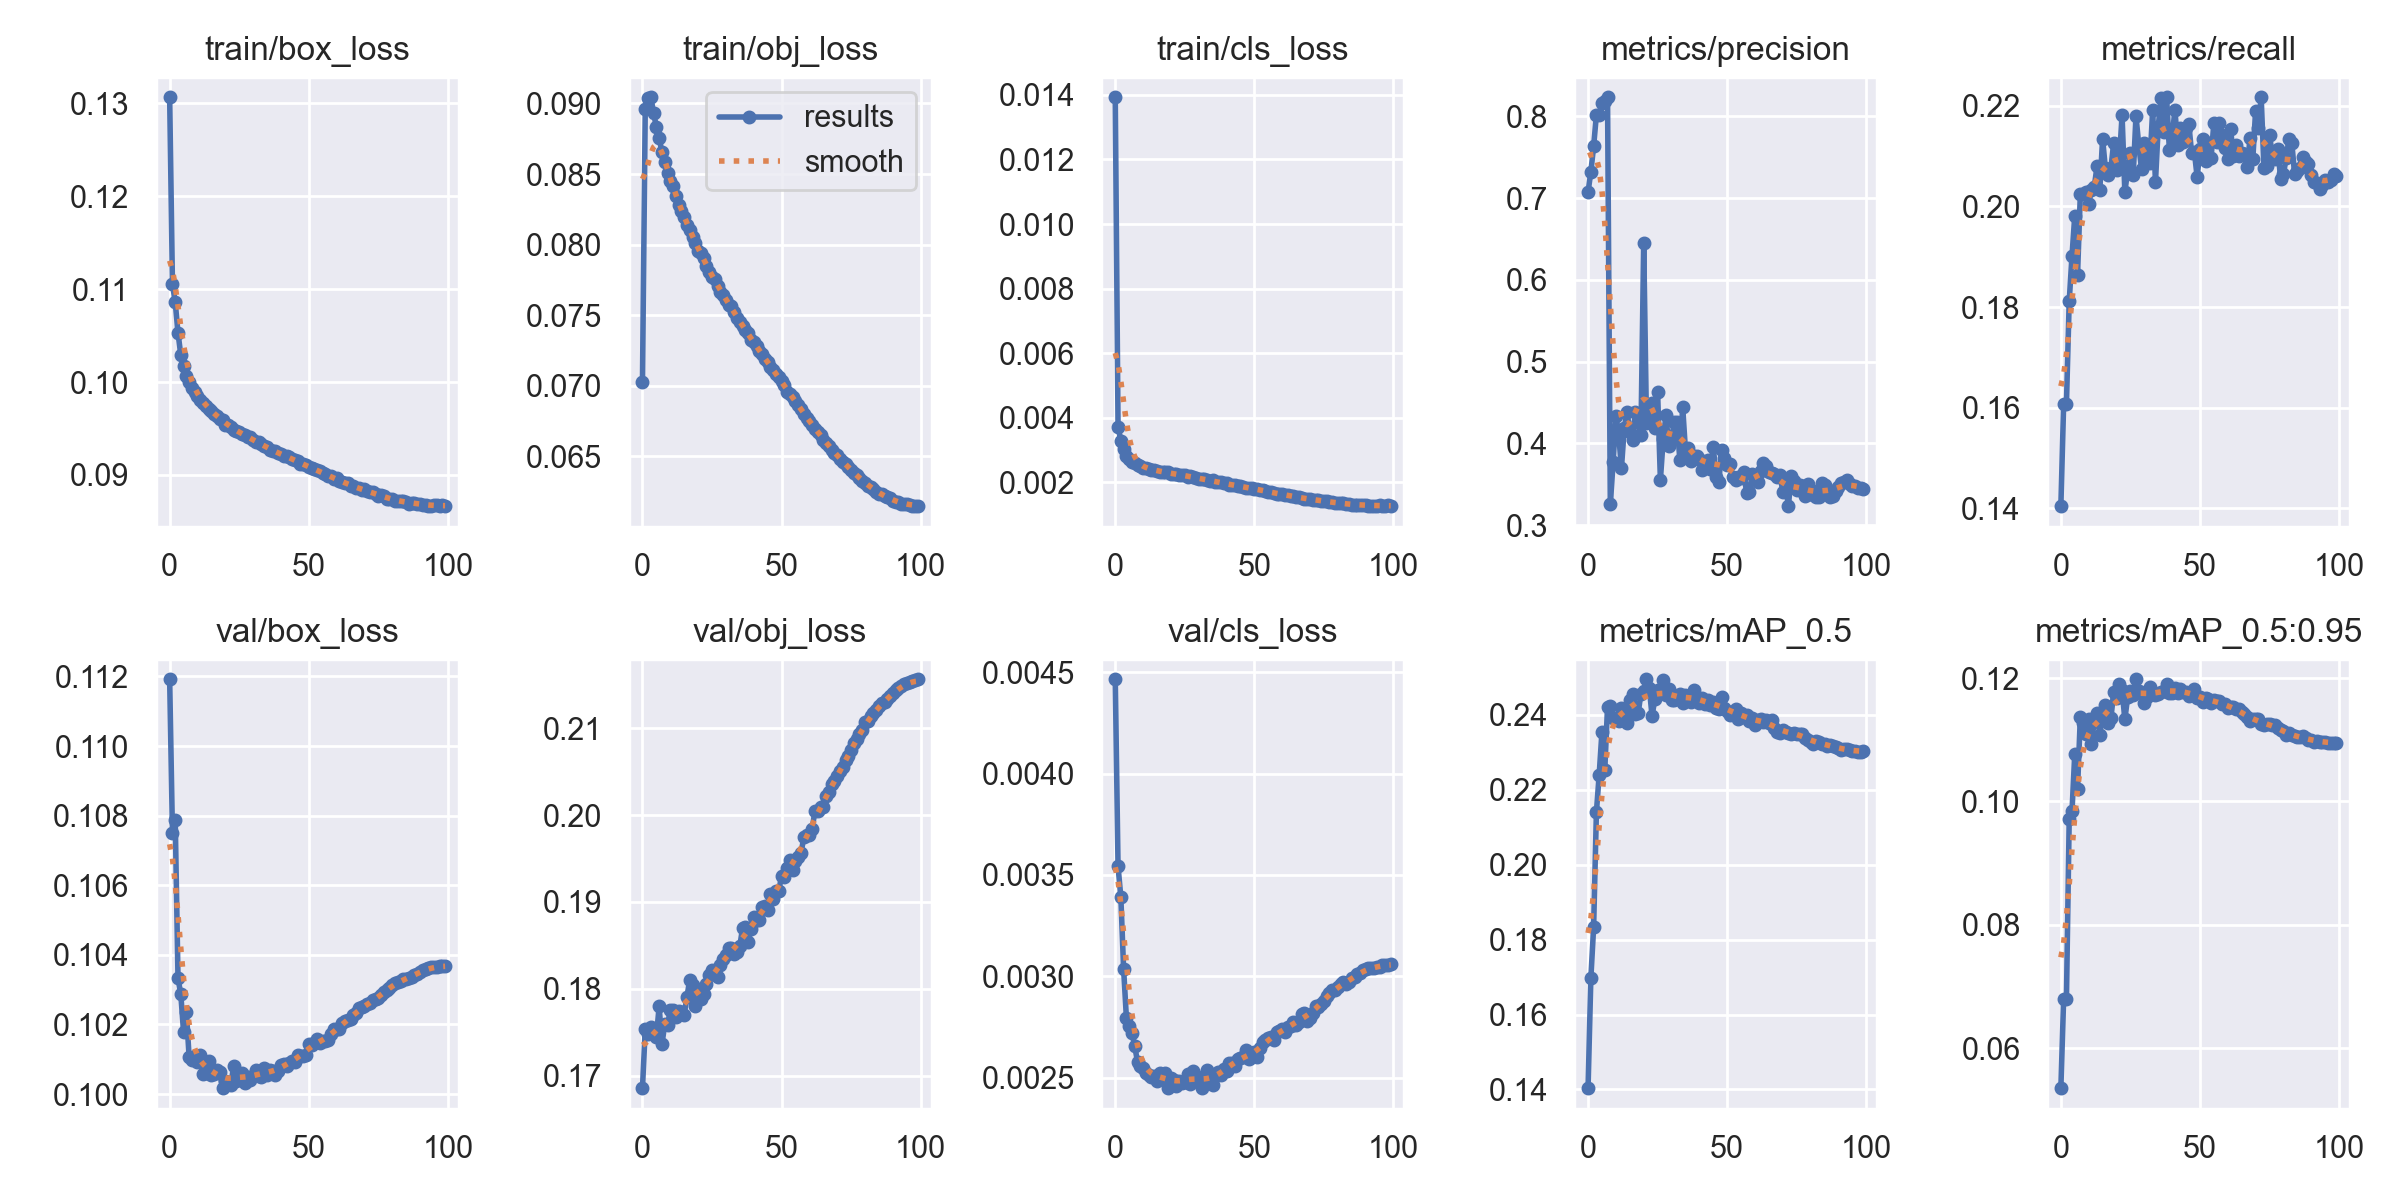 train/box_loss
0.13
0.12
0.11
0.10
0.09
0 50 100
train/obj_loss
results
smooth
0.090
0.085
0.080
0.075
0.070
0.065
0 50 100
train/cls_loss
0.014
0.012
0.010
0.008
0.006
0.004
0.002
0 50 100
metrics/precision
0.8
0.7
0.6
0.5
0.4
0.3
0 50 100
metrics/recall
0.22
0.20
0.18
0.16
0.14
0 50 100
val/box_loss
0.112
0.110
0.108
0.106
0.104
0.102
0.100
0 50 100
val/obj_loss
0.21
0.20
0.19
0.18
0.17
0 50 100
val/cls_loss
0.0045
0.0040
0.0035
0.0030
0.0025
0 50 100
metrics/mAP_0.5
0.24
0.22
0.20
0.18
0.16
0.14
0 50 100
metrics/mAP_0.5:0.95
0.12
0.10
0.08
0.06
0 50 100